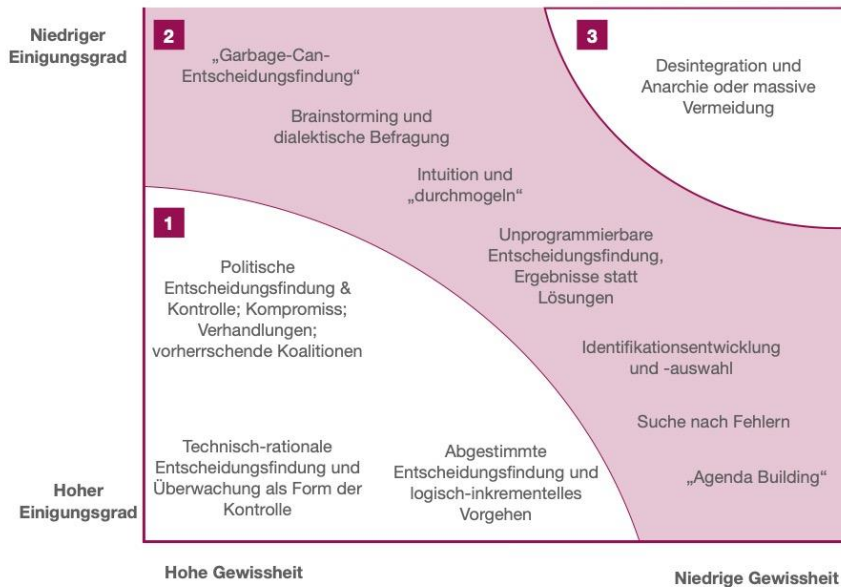 Niedriger
Einigungsgrad
2
„Garbage-Can-
Entscheidungsfindung“
Brainstorming und
dialektische Befragung
Intuition und
„durchmogeln“
Unprogrammierbare
Entscheidungsfindung,
Ergebnisse statt
Lösungen
Identifikationsentwicklung
und -auswahl
Suche nach Fehlern
„Agenda Building“
3
Desintegration und
Anarchie oder massive
Vermeidung
1
Politische
Entscheidungsfindung &
Kontrolle; Kompromiss;
Verhandlungen;
vorherrschende Koalitionen
Technisch-rationale
Entscheidungsfindung und
Überwachung als Form der
Kontrolle
Abgestimmte
Entscheidungsfindung und
logisch-inkrementelles
Vorgehen
Hoher
Einigungsgrad
Hohe Gewissheit
Niedrige Gewissheit